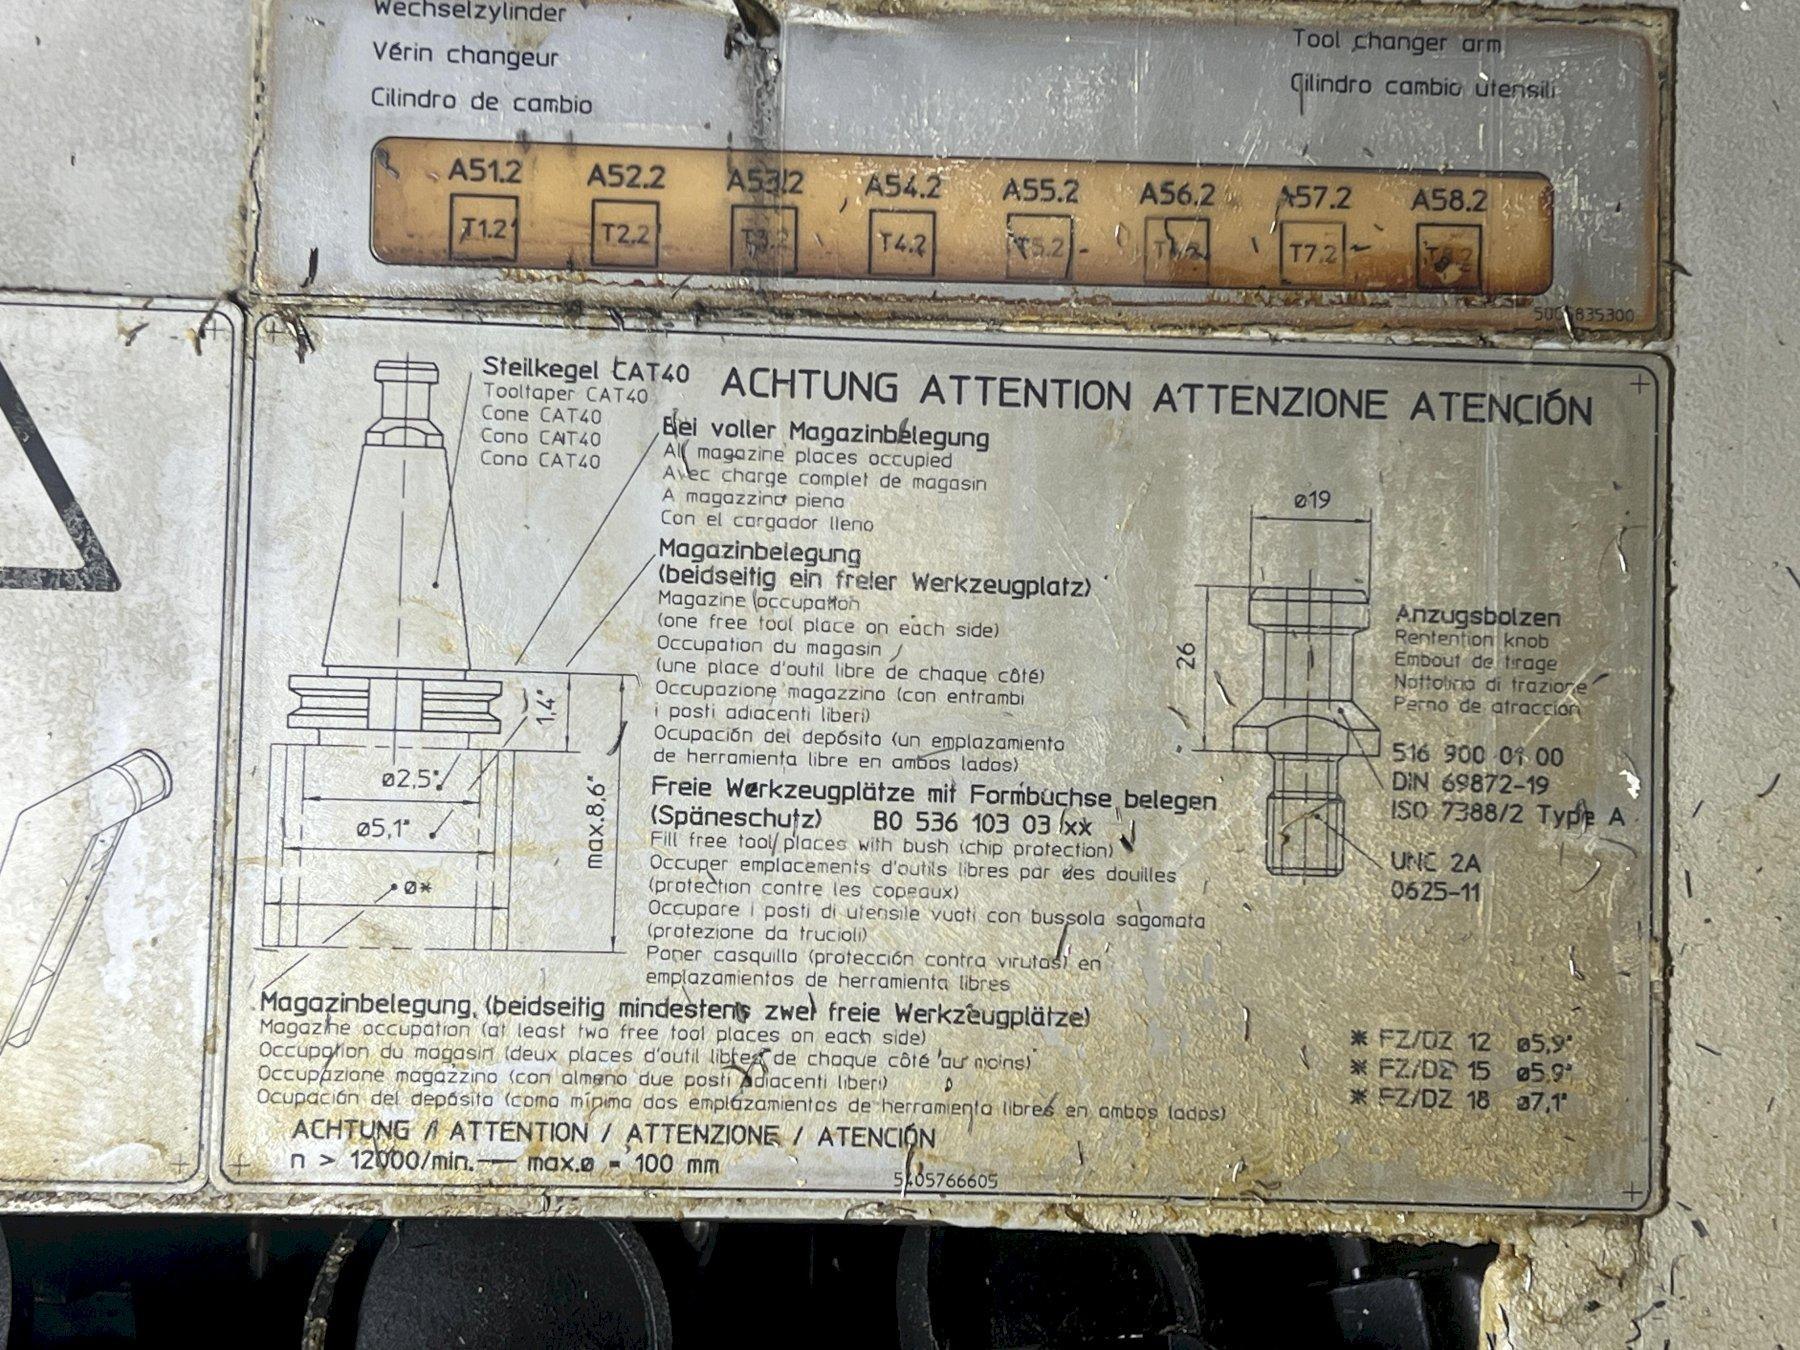 Wechselzylinder
Vérin changeur
Cilindro de cambio
Tool changer arm
Cilindro cambio utensili
A51.2 A52.2 A53.2 A54.2 A55.2 A56.2 A57.2 A58.2
T1.2 T2.2 T3.2 T4.2 T5.2 T7.2
Steilkegel CAT40
Tooltaper CAT40
Cone CAT40
Cono CAT40
Cono CAT40
ACHTUNG ATTENTION ATTENZIONE ATENCIÓN
Bei voller Magazinbelegung
All magazine places occupied
Avec charge complet de magasin
A magazzino pieno
Con el cargador lleno
Magazinbelegung
(beidseitig ein freier Werkzeugplatz)
Magazine occupation
(one free tool place on each side)
Occupation du magasin
(une place d'outil libre de chaque côté)
Occupazione magazzino (con entrambi
i posti adiacenti liberi)
Ocupación del depósito (un emplazamiento
de herramienta libre en ambos lados)
Freie Werkzeugplätze mit Formbuchse belegen
(Späneschutz) B0 536 103 03 xx
Fill free tool places with bush (chip protection)
Occuper emplacements d'outils libres par des douilles
(protection contre les copeaux)
Occupare i posti di utensile vuoti con bussola sagomata
(protezione da trucioli)
Poner casquillo (protección contra virutas) en
emplazamientos de herramienta libres
1,4"
ø2,5"
ø5,1"
max.8,6"
ø*
ø19
26
Anzugsbolzen
Rentention knob
Embout de tirage
Nottolino di trazione
Perno de atracción
516 900 01 00
DIN 69872-19
ISO 7388/2 Type A
UNC 2A
0625-11
Magazinbelegung (beidseitig mindestens zwei freie Werkzeugplätze)
Magazine occupation (at least two free tool places on each side)
Occupation du magasin (deux places d'outil libres de chaque côté au moins)
Occupazione magazzino (con almeno due posti adiacenti liberi)
Ocupación del depósito (como mínima dos emplazamientos de herramienta libres en ambos lados)
* FZ/DZ 12 ø5,9"
* FZ/DZ 15 ø5,9"
* FZ/DZ 18 ø7,1"
ACHTUNG / ATTENTION / ATTENZIONE / ATENCIÓN
n > 12000/min. — max.ø = 100 mm